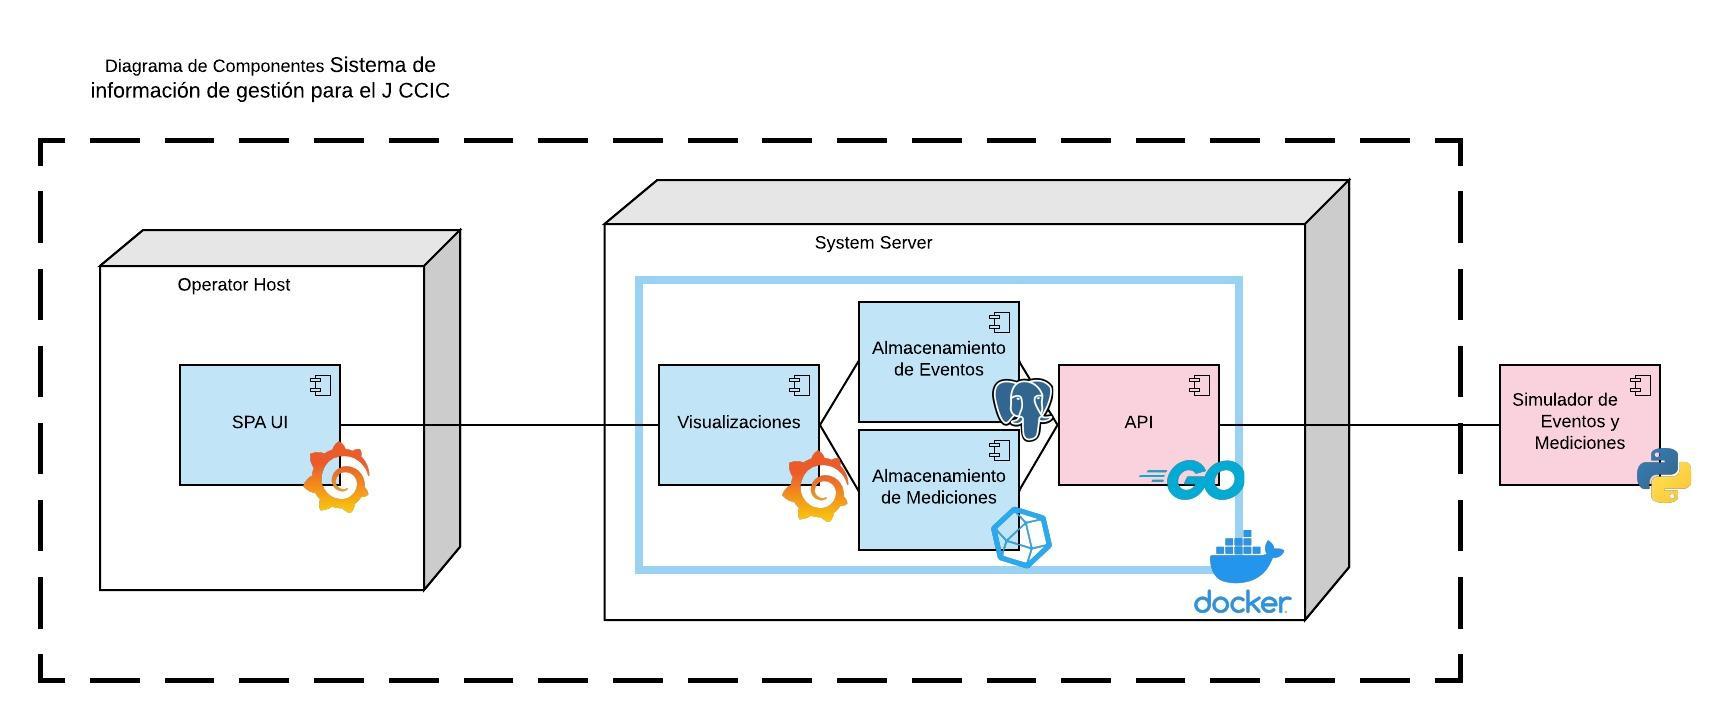 Diagrama de Componentes Sistema de
información de gestión para el J CCIC
System Server
Operator Host
Almacenamiento
de Eventos
SPA UI
Visualizaciones
API
Simulador de
Eventos y
Mediciones
Almacenamiento
de Mediciones
GO
docker